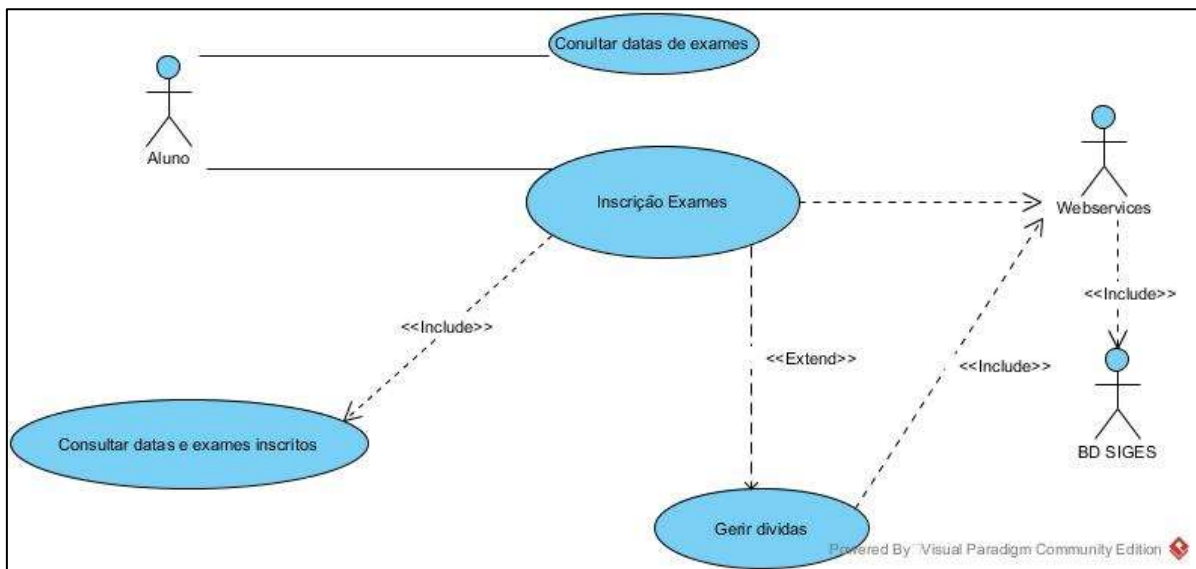 Conultar datas de exames
Aluno
Inscrição Exames
Webservices
<<Include>>
<<Include>>
<<Extend>>
<<Include>>
Consultar datas e exames inscritos
BD SIGES
Gerir dividas
Powered By Visual Paradigm Community Edition